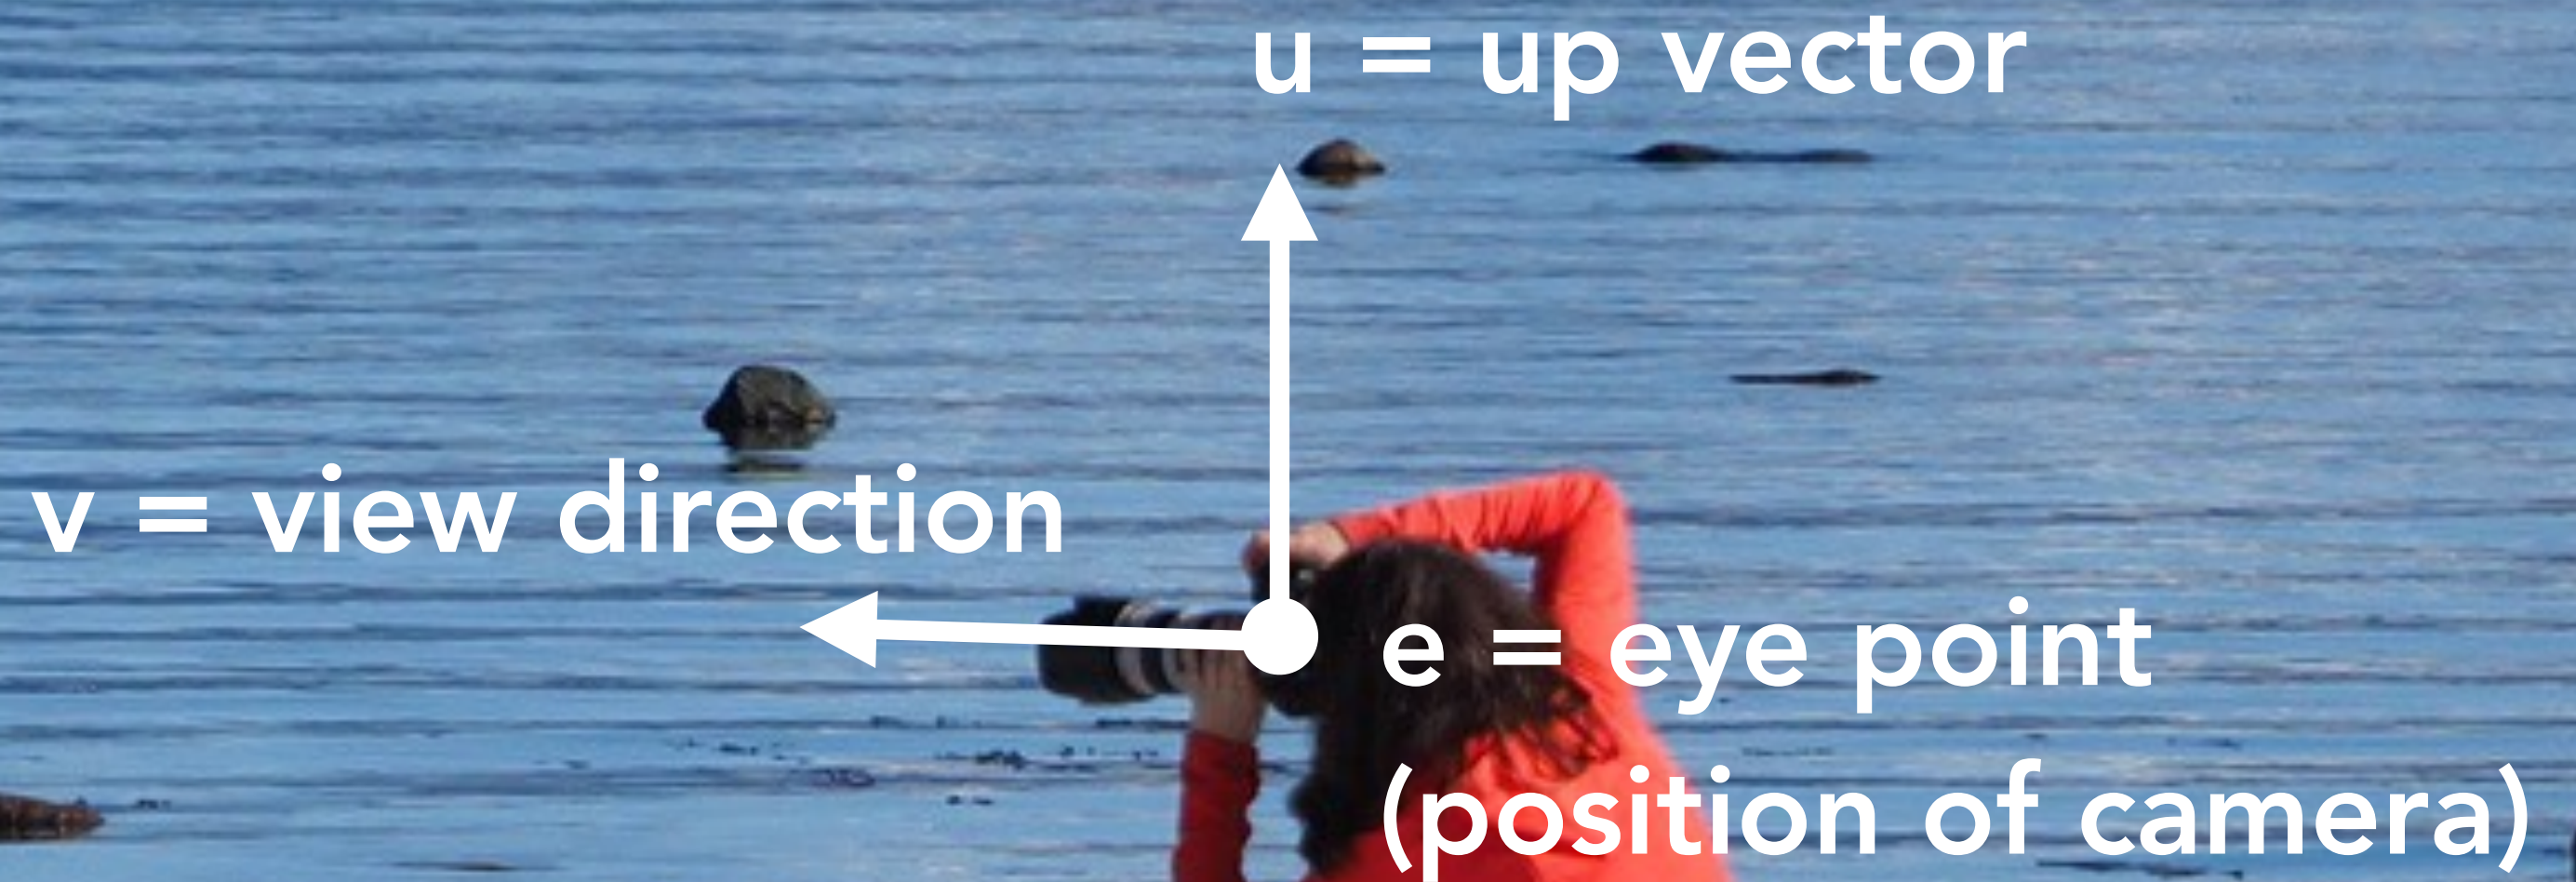 u = up vector
v = view direction
e = eye point
(position of camera)